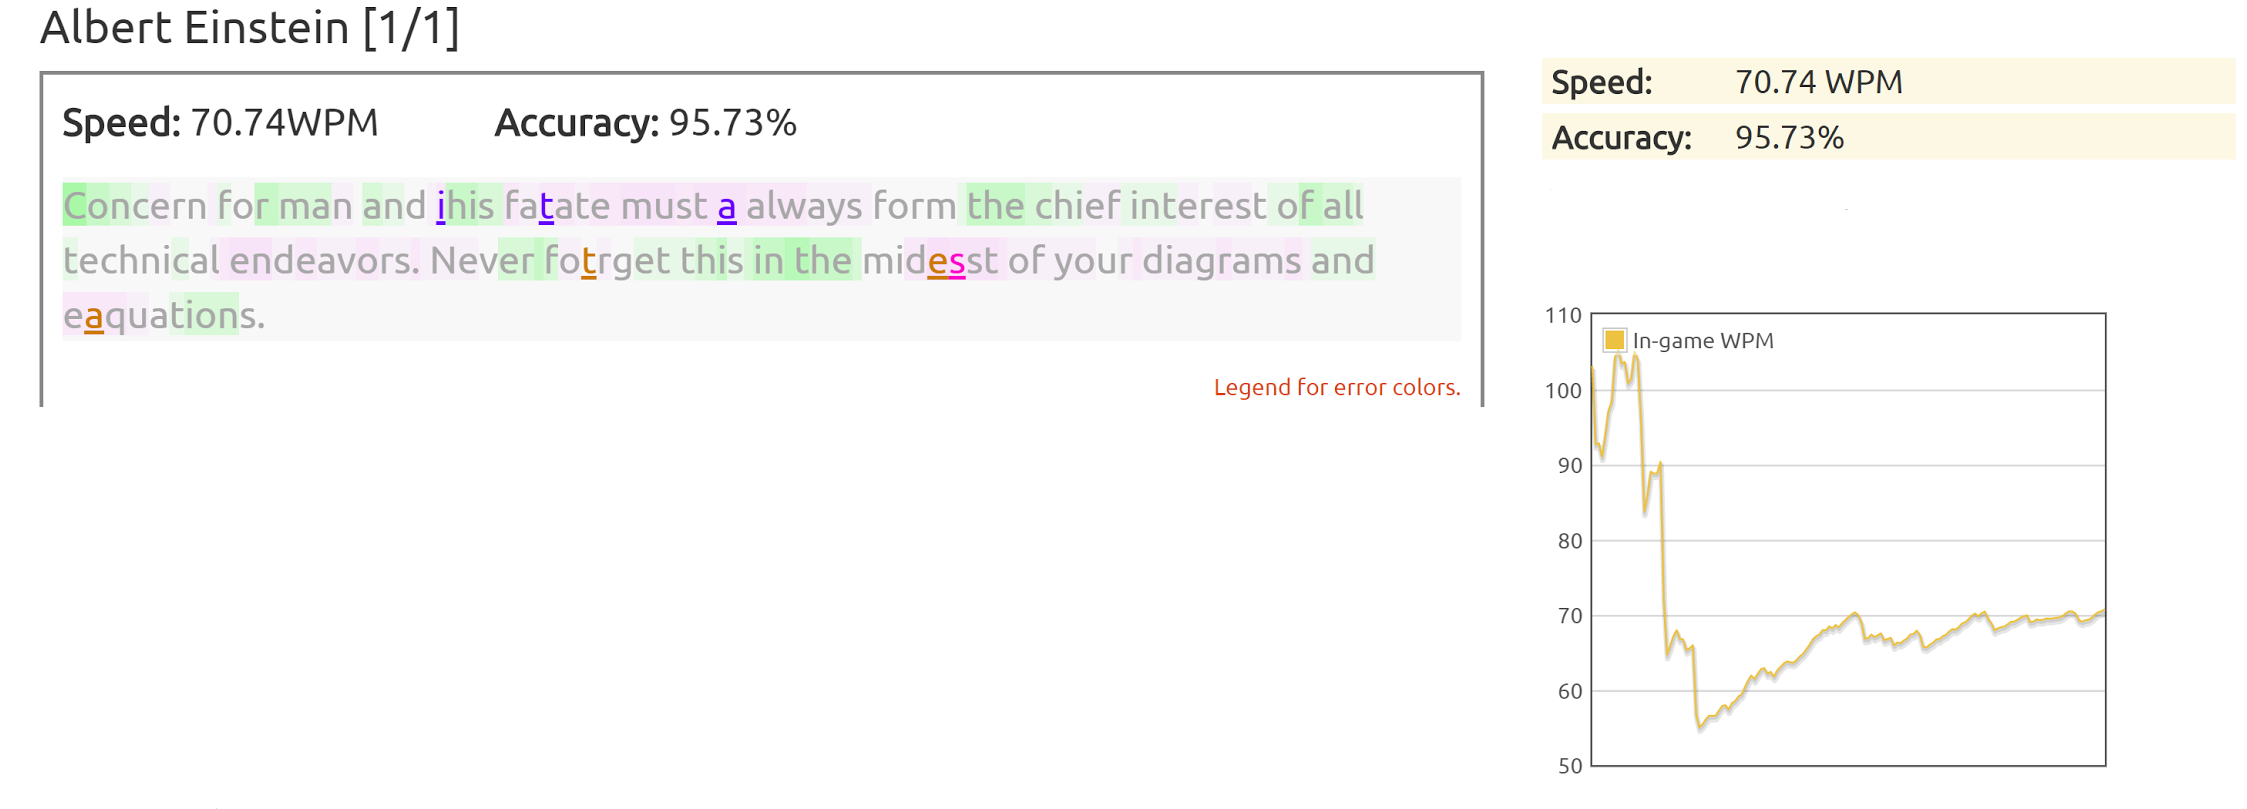 Albert Einstein [1/1]
Speed: 70.74WPM Accuracy: 95.73%
Concern for man and ihis fatate must a always form the chief interest of all
technical endeavors. Never fotrget this in the midesst of your diagrams and
eaquations.
Legend for error colors.
Speed: 70.74 WPM
Accuracy: 95.73%
110
In-game WPM
100
90
80
70
60
50